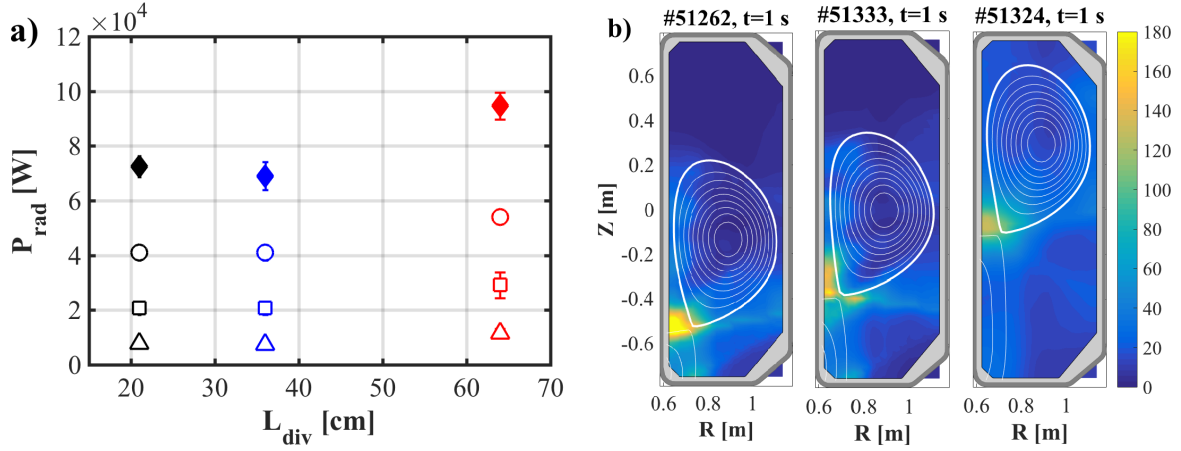 a)
×10⁴
12
10
8
6
4
2
0
P_rad [W]
20 30 40 50 60 70
L_div [cm]
b)
#51262, t=1 s #51333, t=1 s #51324, t=1 s
0.6
0.4
0.2
0
-0.2
-0.4
-0.6
Z [m]
0.6 0.8 1 0.6 0.8 1 0.6 0.8 1
R [m] R [m] R [m]
180
160
140
120
100
80
60
40
20
0